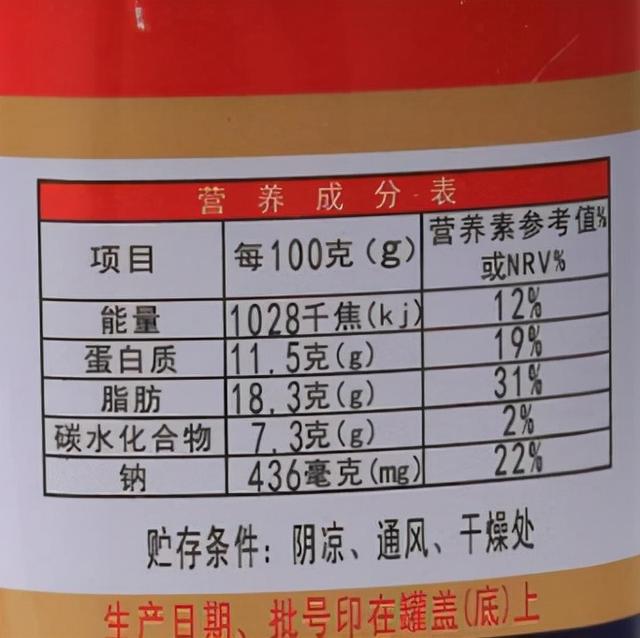 营养成分表
项目 每100克(g) 营养素参考值%或NRV%
能量 1028千焦(kj) 12%
蛋白质 11.5克(g) 19%
脂肪 18.3克(g) 31%
碳水化合物 7.3克(g) 2%
钠 436毫克(mg) 22%
贮存条件：阴凉、通风、干燥处
生产日期、批号印在罐盖(底)上